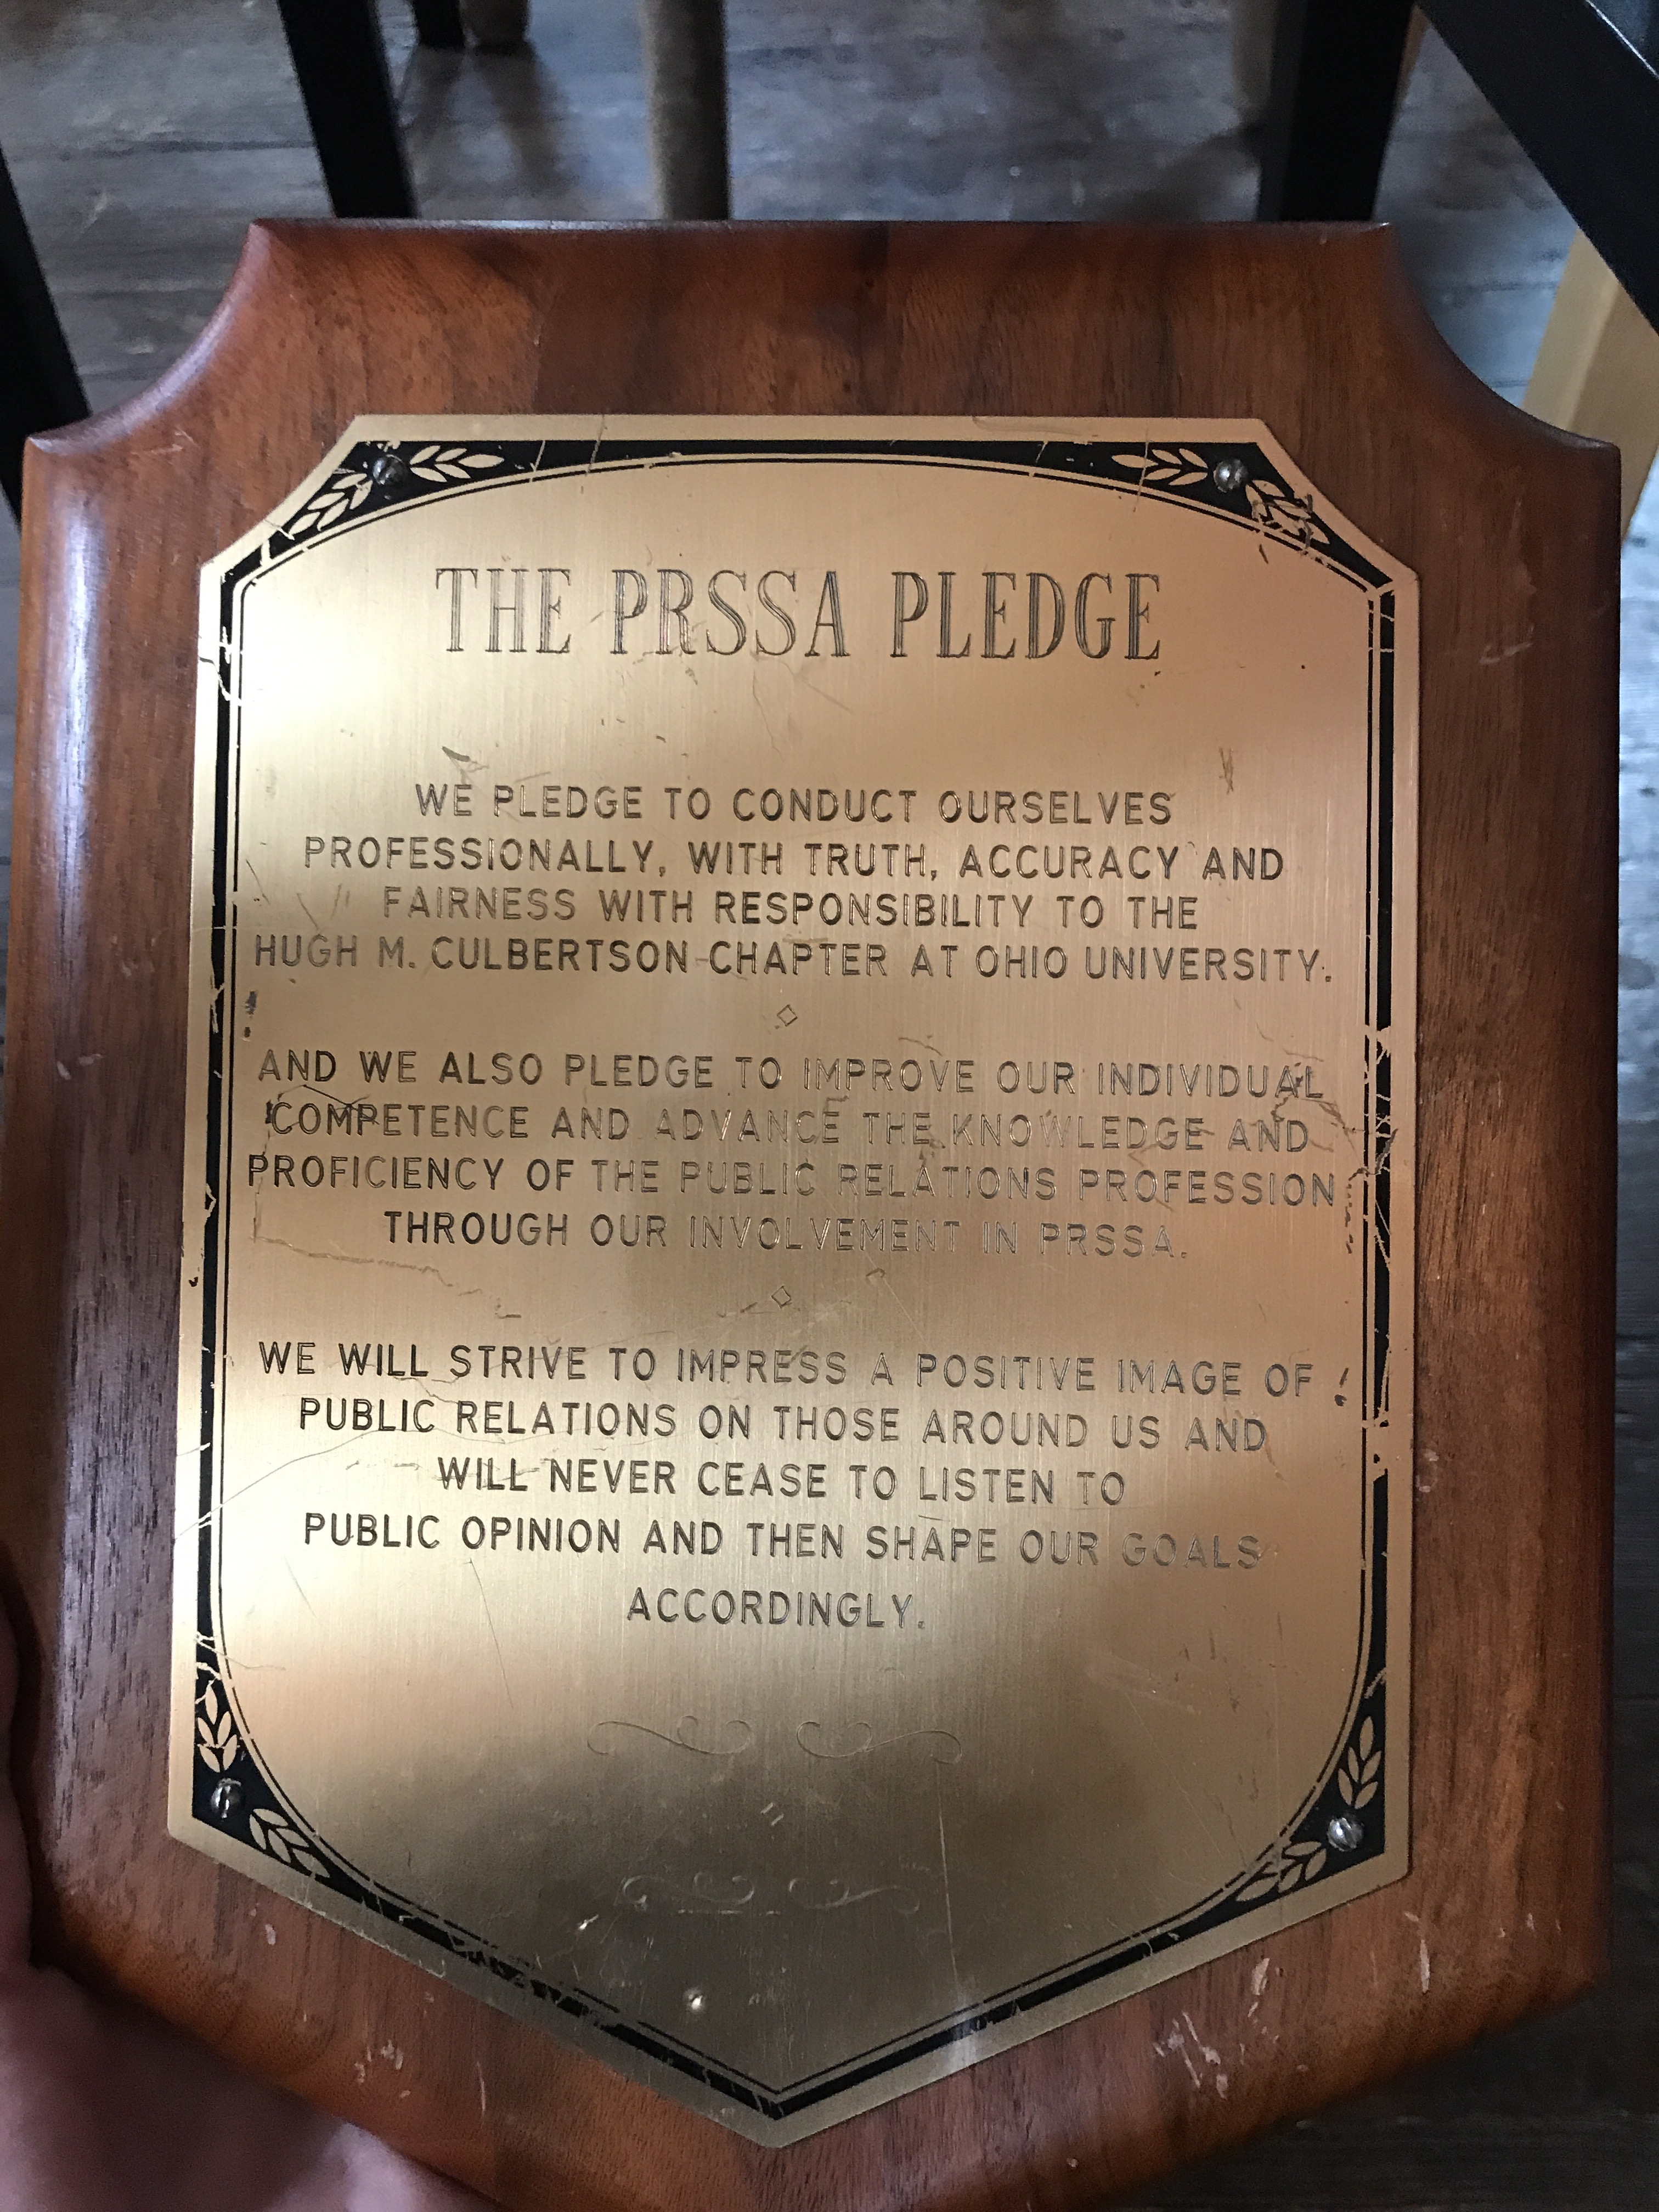 THE PRSSA PLEDGE
WE PLEDGE TO CONDUCT OURSELVES
PROFESSIONALLY, WITH TRUTH, ACCURACY AND
FAIRNESS WITH RESPONSIBILITY TO THE
HUGH M. CULBERTSON CHAPTER AT OHIO UNIVERSITY.
AND WE ALSO PLEDGE TO IMPROVE OUR INDIVIDUAL
COMPETENCE AND ADVANCE THE KNOWLEDGE AND
PROFICIENCY OF THE PUBLIC RELATIONS PROFESSION
THROUGH OUR INVOLVEMENT IN PRSSA.
WE WILL STRIVE TO IMPRESS A POSITIVE IMAGE OF
PUBLIC RELATIONS ON THOSE AROUND US AND
WILL NEVER CEASE TO LISTEN TO
PUBLIC OPINION AND THEN SHAPE OUR GOALS
ACCORDINGLY.